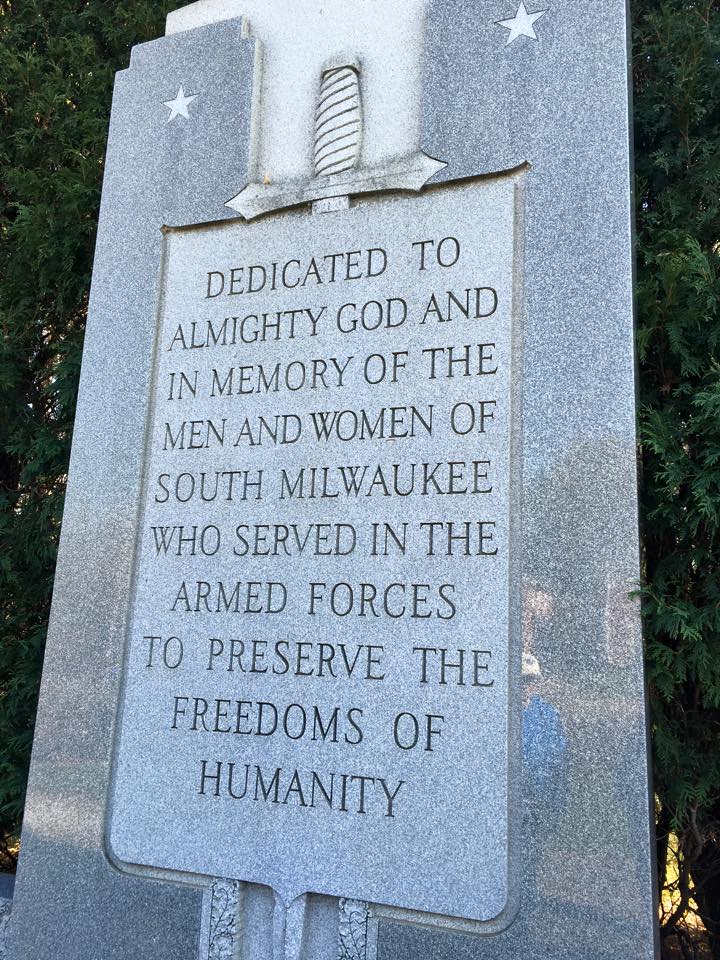 DEDICATED TO
ALMIGHTY GOD AND
IN MEMORY OF THE
MEN AND WOMEN OF
SOUTH MILWAUKEE
WHO SERVED IN THE
ARMED FORCES
TO PRESERVE THE
FREEDOMS OF
HUMANITY